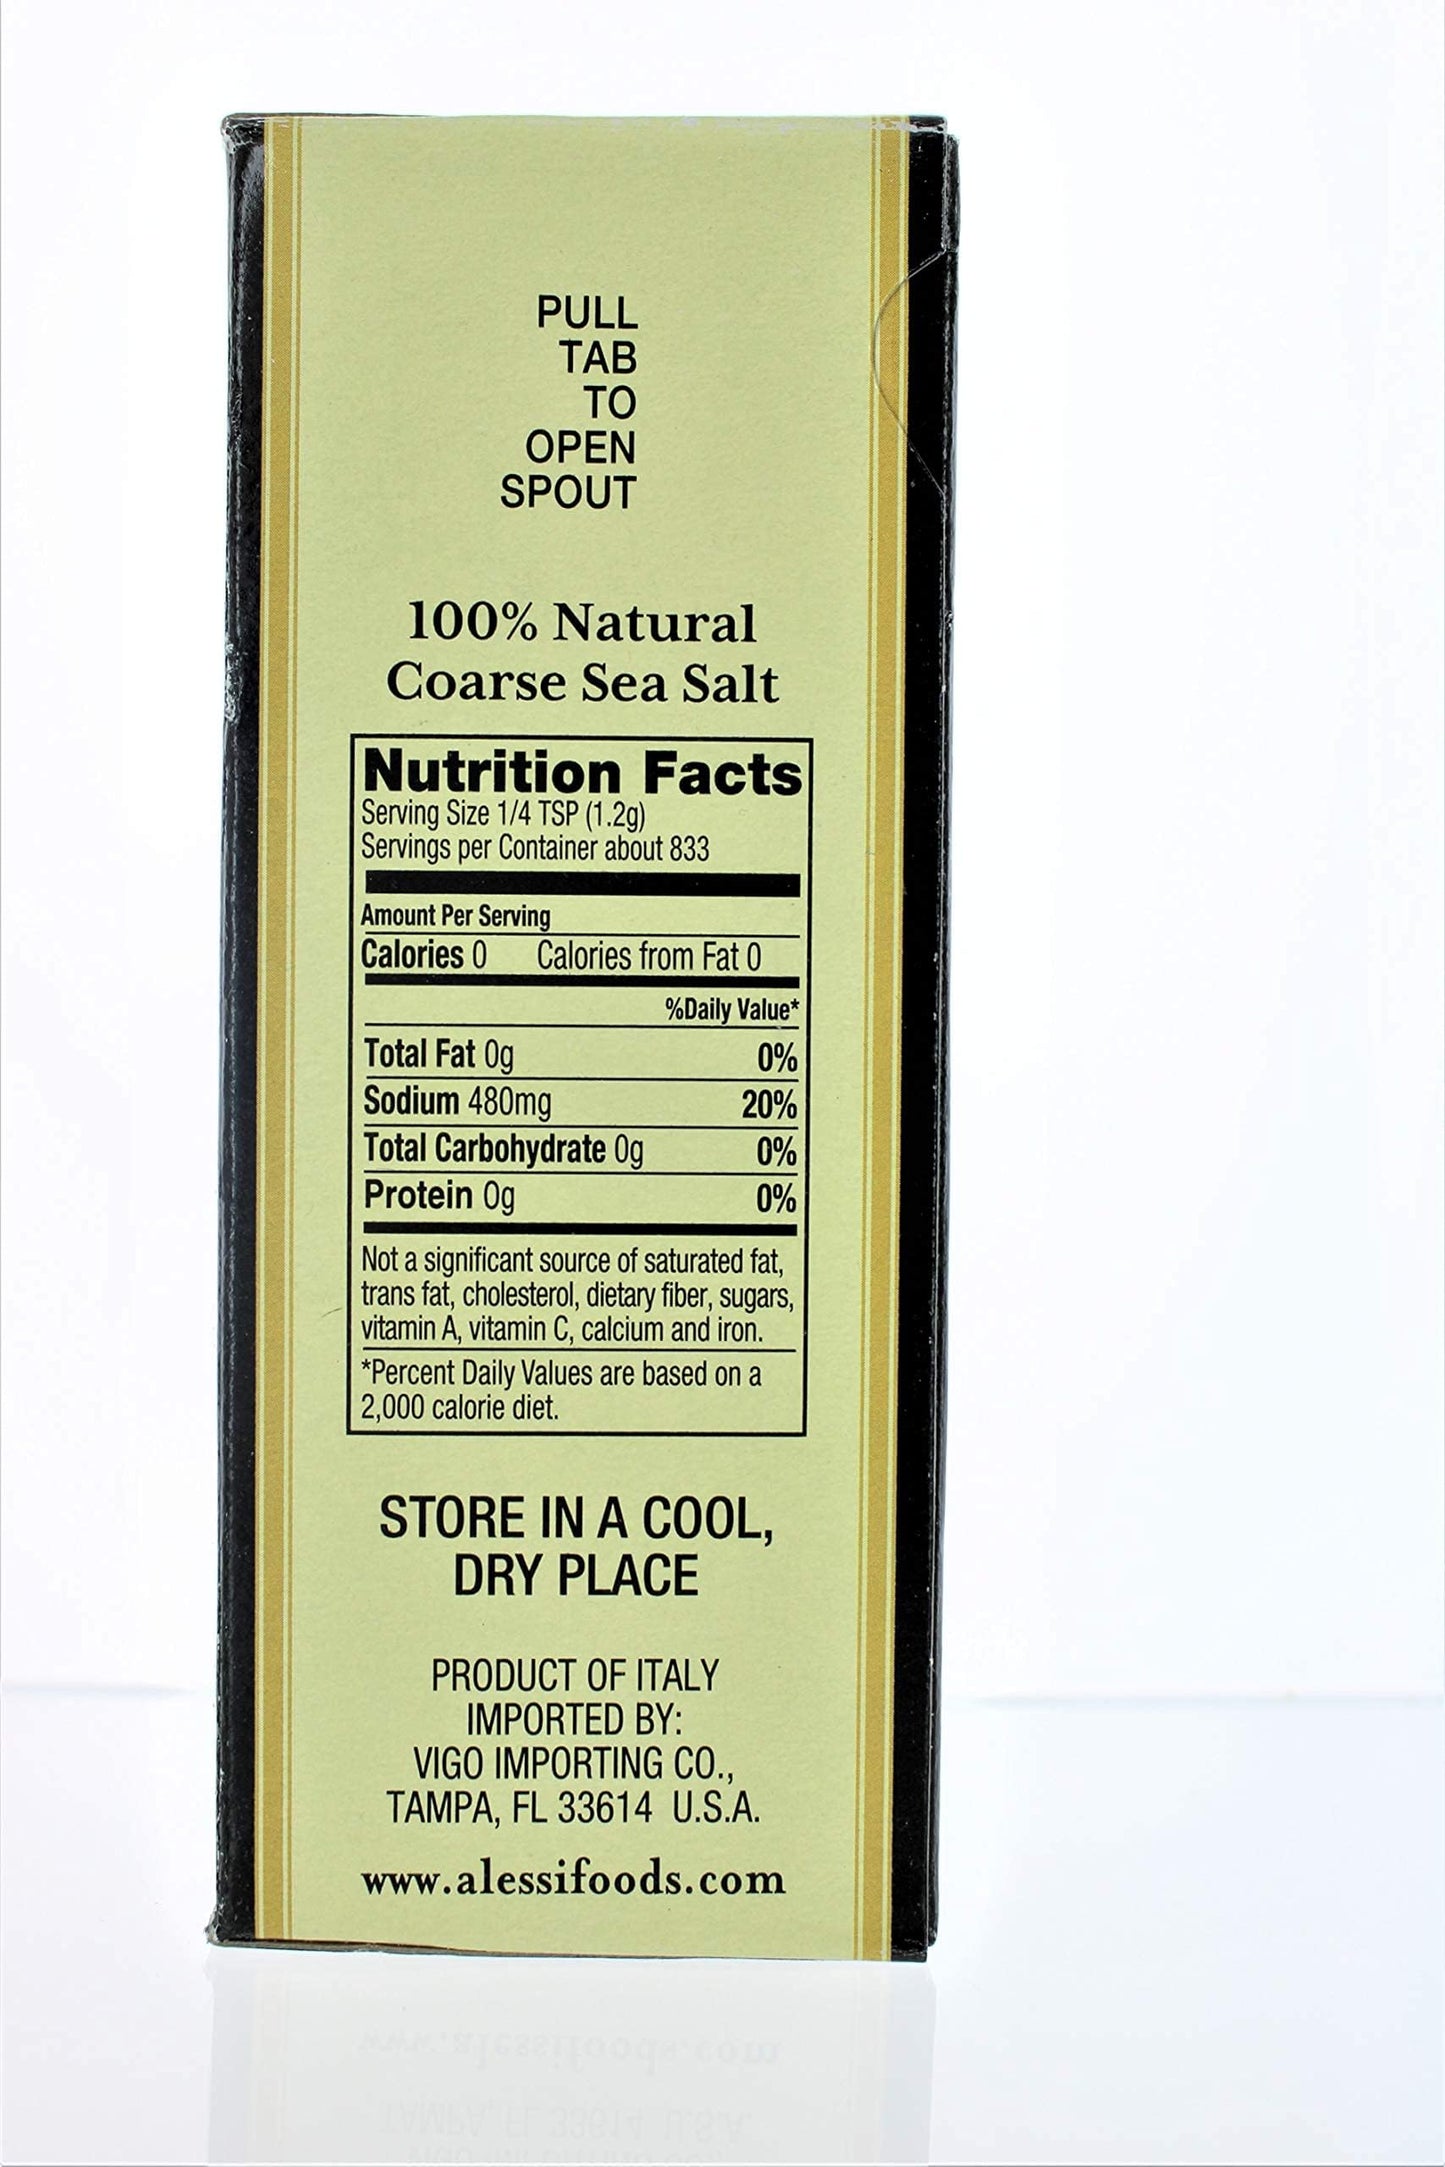 PULL
TAB
TO
OPEN
SPOUT
100% Natural
Coarse Sea Salt
Nutrition Facts
Serving Size 1/4 TSP (1.2g)
Servings per Container about 833
Amount Per Serving
Calories 0 Calories from Fat 0
%Daily Value*
Total Fat 0g 0%
Sodium 480mg 20%
Total Carbohydrate 0g 0%
Protein 0g 0%
Not a significant source of saturated fat,
trans fat, cholesterol, dietary fiber, sugars,
vitamin A, vitamin C, calcium and iron.
*Percent Daily Values are based on a
2,000 calorie diet.
STORE IN A COOL,
DRY PLACE
PRODUCT OF ITALY
IMPORTED BY:
VIGO IMPORTING CO.,
TAMPA, FL 33614 U.S.A.
www.alessifoods.com